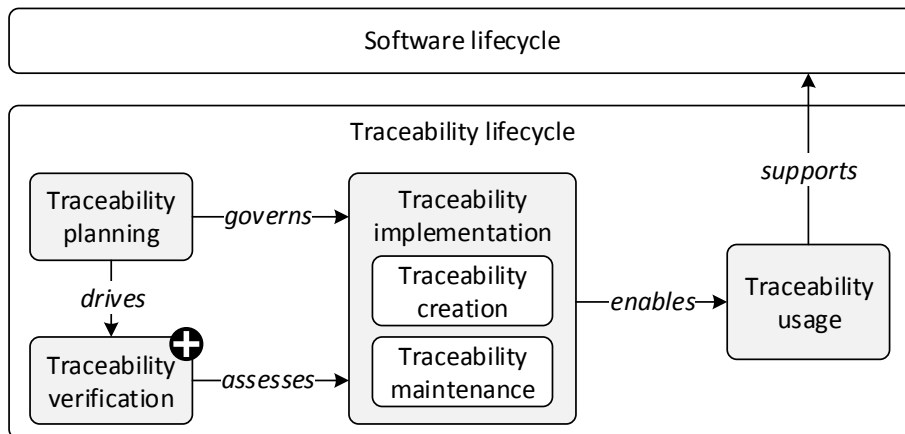 Software lifecycle
Traceability lifecycle
Traceability
planning
governs
Traceability
implementation
Traceability
creation
Traceability
maintenance
drives
Traceability
verification
assesses
enables
Traceability
usage
supports